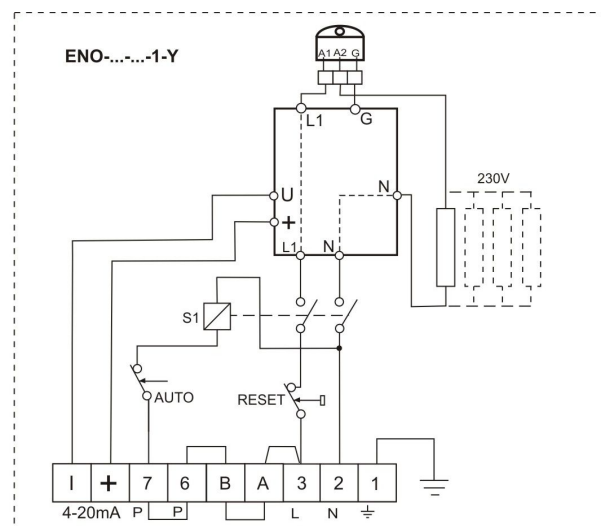 ENO-...-...-1-Y
A1 A2 G
L1 G
U
+
N
L1 N
230V
S1
AUTO
RESET
I + 7 6 B A 3 2 1
4-20mA P P L N